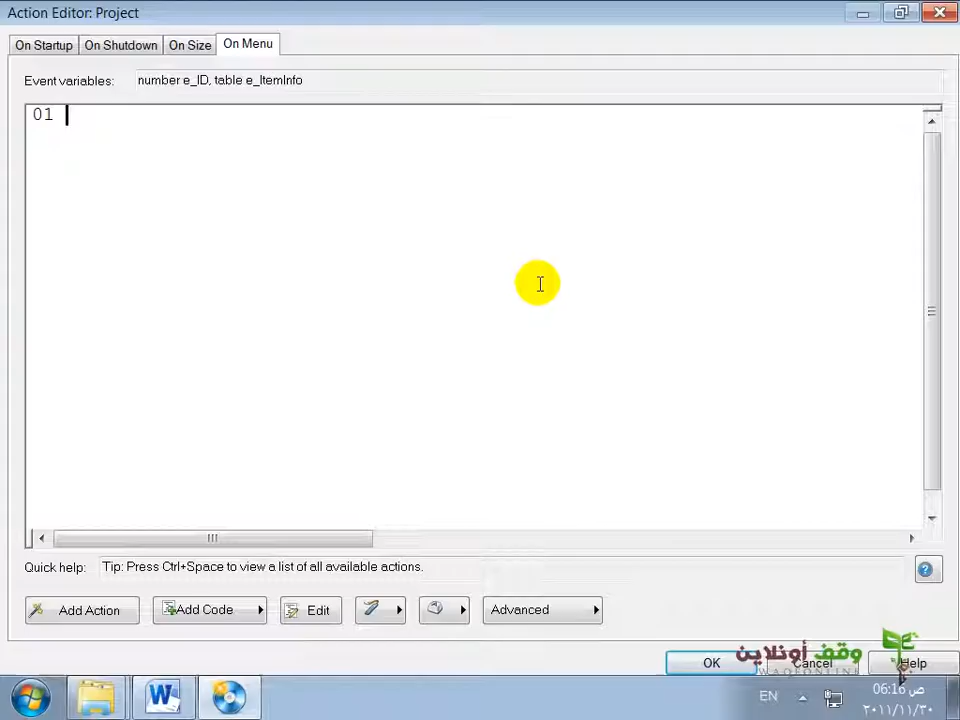 Action Editor: Project
On Startup On Shutdown On Size On Menu
Event variables: number e_ID, table e_ItemInfo
01
Quick help: Tip: Press Ctrl+Space to view a list of all available actions.
Add Action Add Code Edit Advanced
OK Cancel Help
وقف أونلاين
WAQFONLINE
EN
06:16 ص
٢٠١١/١١/٣٠